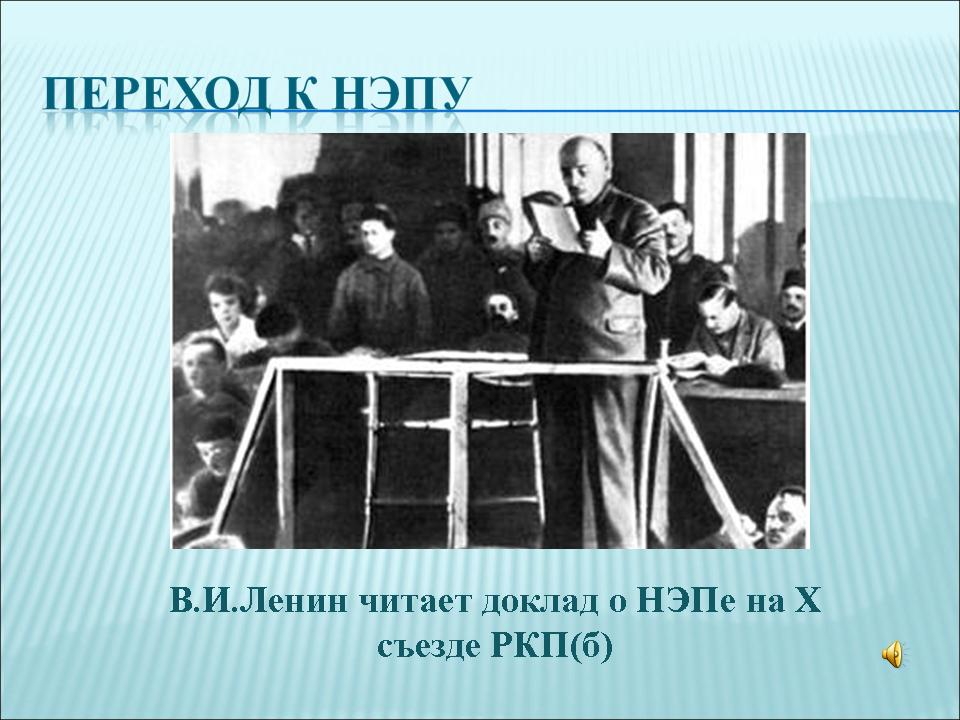 ПЕРЕХОД К НЭПУ
В.И.Ленин читает доклад о НЭПе на X
съезде РКП(б)